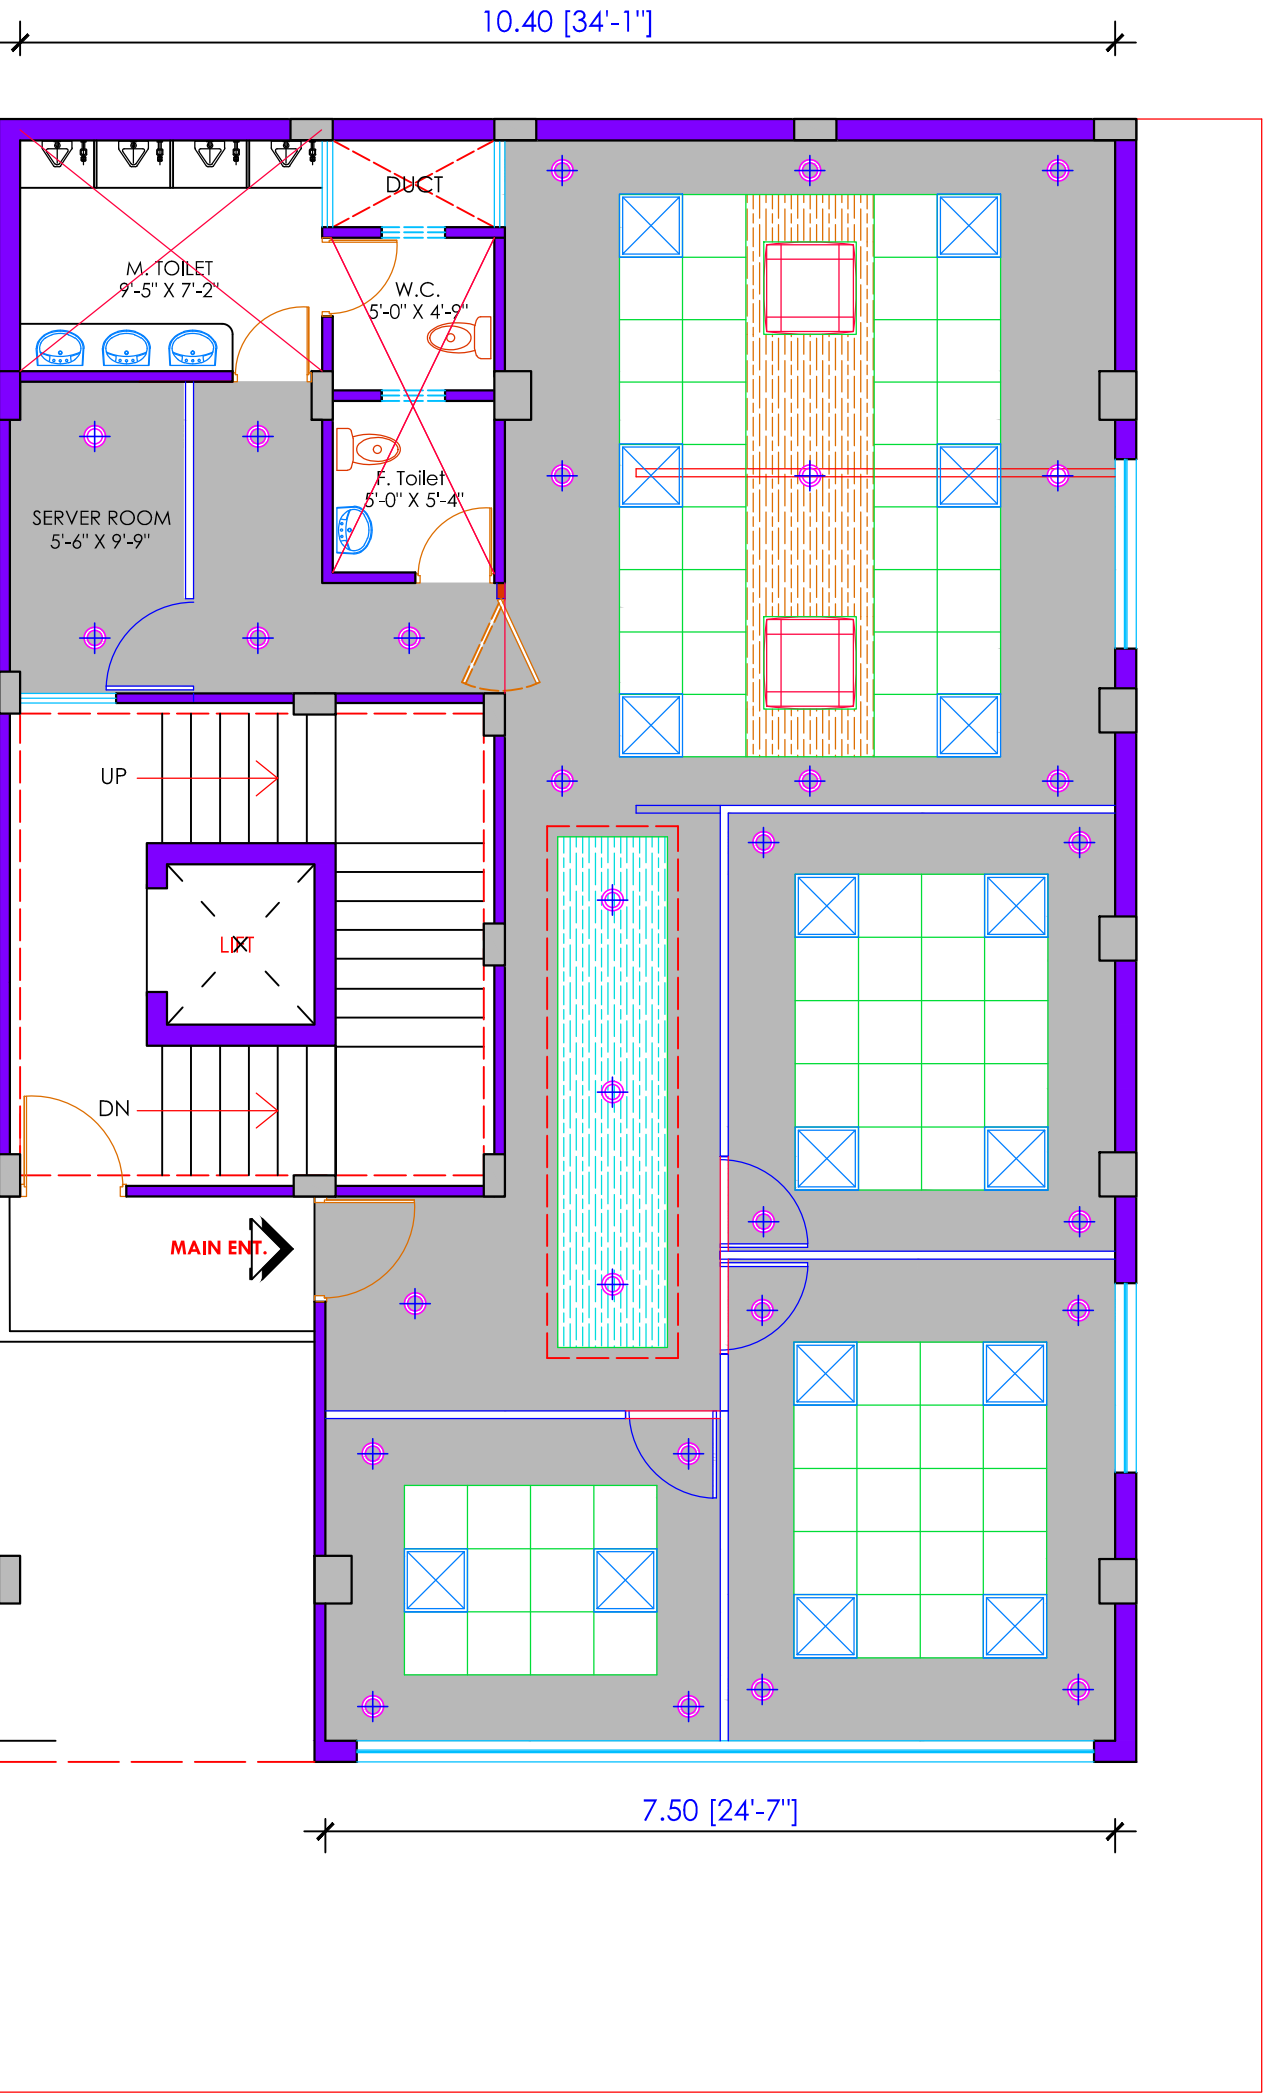 10.40 [34'-1"]
DUCT
M. TOILET
9'-5" X 7'-2"
W.C.
5'-0" X 4'-9"
F. Toilet
5'-0" X 5'-4"
SERVER ROOM
5'-6" X 9'-9"
UP
LIFT
DN
MAIN ENT.
7.50 [24'-7"]